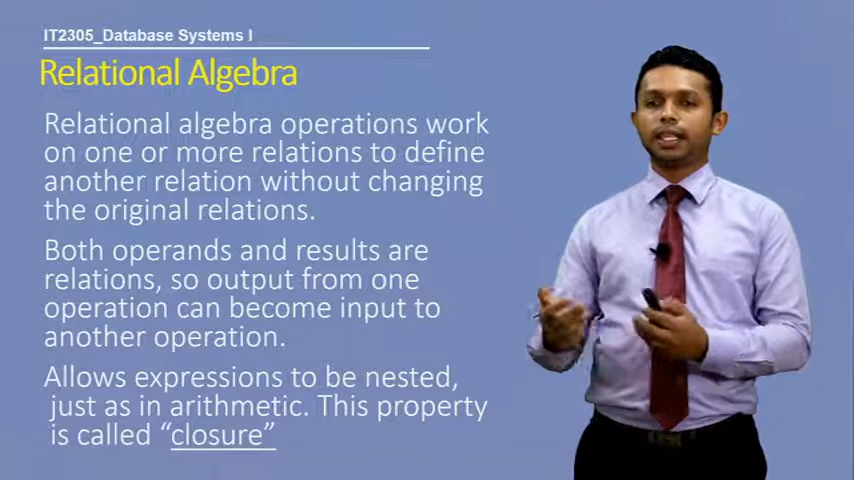 IT2305_Database Systems I
Relational Algebra
Relational algebra operations work
on one or more relations to define
another relation without changing
the original relations.
Both operands and results are
relations, so output from one
operation can become input to
another operation.
Allows expressions to be nested,
just as in arithmetic. This property
is called “closure”